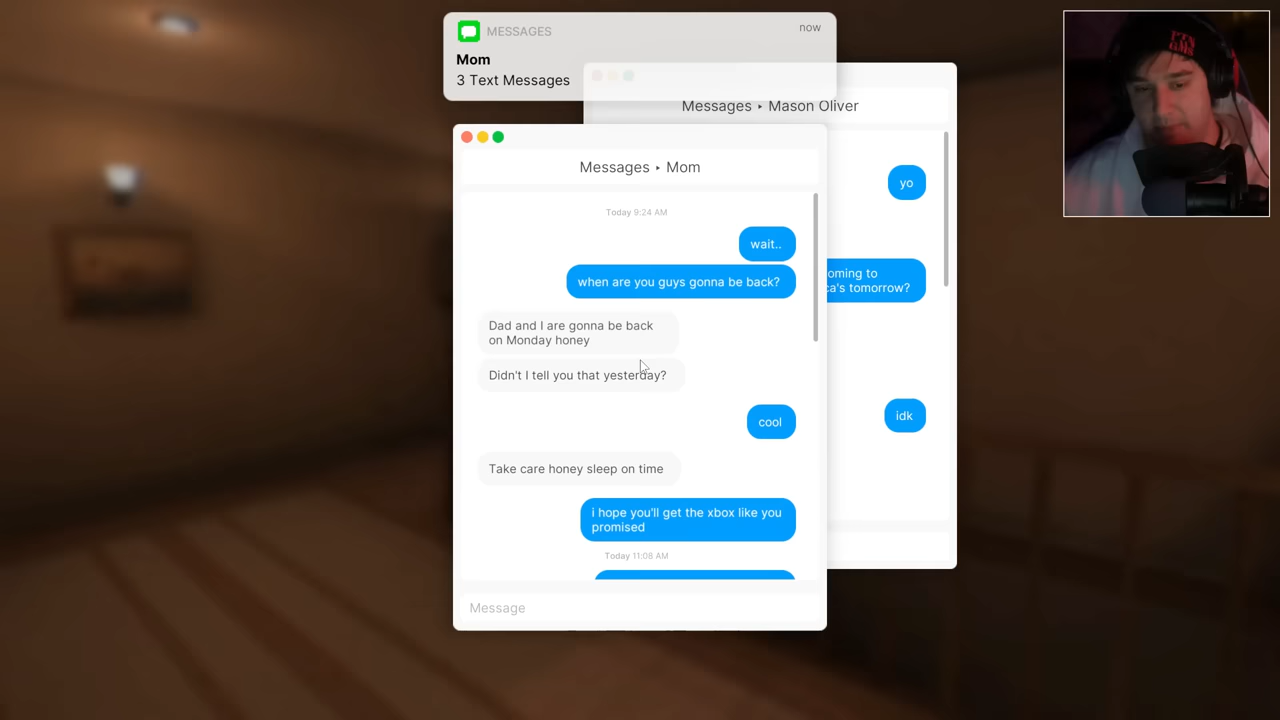 MESSAGES
now
Mom
3 Text Messages
Messages ‣ Mason Oliver
yo
oming to
ca's tomorrow?
idk
Messages ‣ Mom
Today 9:24 AM
wait..
when are you guys gonna be back?
Dad and I are gonna be back
on Monday honey
Didn't I tell you that yesterday?
cool
Take care honey sleep on time
i hope you'll get the xbox like you
promised
Today 11:08 AM
Message